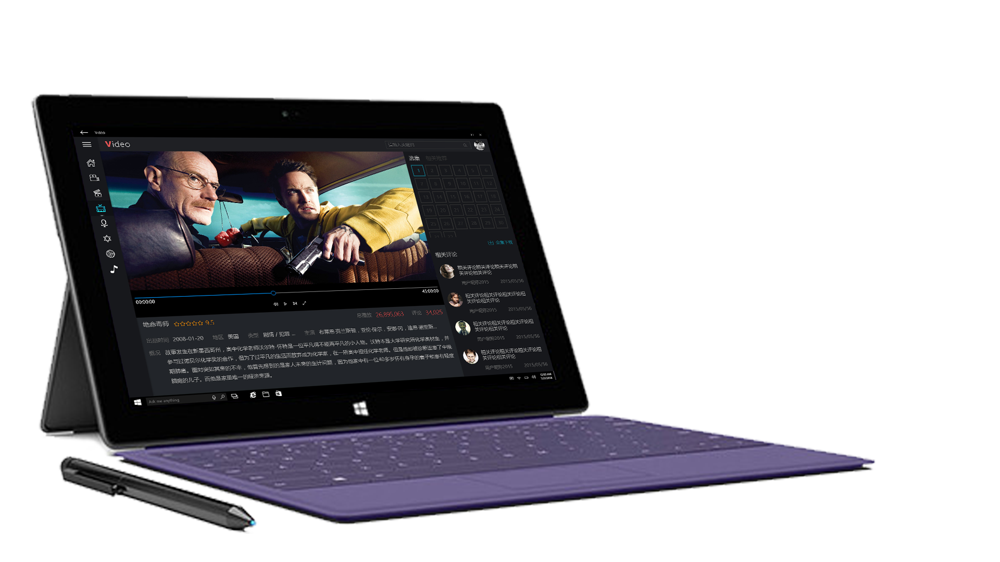 Video
Video
请输入关键词
选集 相关推荐
1 2 3 4 5 6
7 8 9 10 11 12
13 14 15 16 17 18
19 20 21 22 23 24
25 26 27 28 29 30
31 32
全集下载
相关评论
相关评论相关评论相关评论相
关评论相关评论
用户昵称2015 2015/05/56
相关评论相关评论相关评论相
关评论相关评论
用户昵称2015 2015/05/56
相关评论相关评论相关评论相
关评论相关评论
用户昵称2015 2015/05/56
相关评论相关评论相关评论相
关评论相关评论
用户昵称2015 2015/05/56
00:00:00 45:00:00
总播放 26,895,063 评论 34,025
绝命毒师 9.5
出品时间 2008-01-20 地区 美国 类型 剧情 / 犯罪 ... 主演 布莱恩·克兰斯顿，亚伦·保尔，安娜·冈，迪恩·诺里斯...
概况 故事发生在新墨西哥州，高中化学老师沃尔特·怀特是一位平凡得不能再平凡的小人物。沃特本是大学研究所化学高材生，并
参与过诺贝尔化学奖的合作，但为了过平凡的生活而放弃成为化学家，在一所高中担任化学老师。但是他却被诊断出患了中晚
期肺癌。面对突如其来的不幸，他首先想到的是家人未来的生计问题，因为他家中有一位40多岁怀有身孕的妻子和患有轻度
脑瘫的儿子。而他是家里唯一的经济来源。
Ask me anything
12:00 AM
7/31/2014